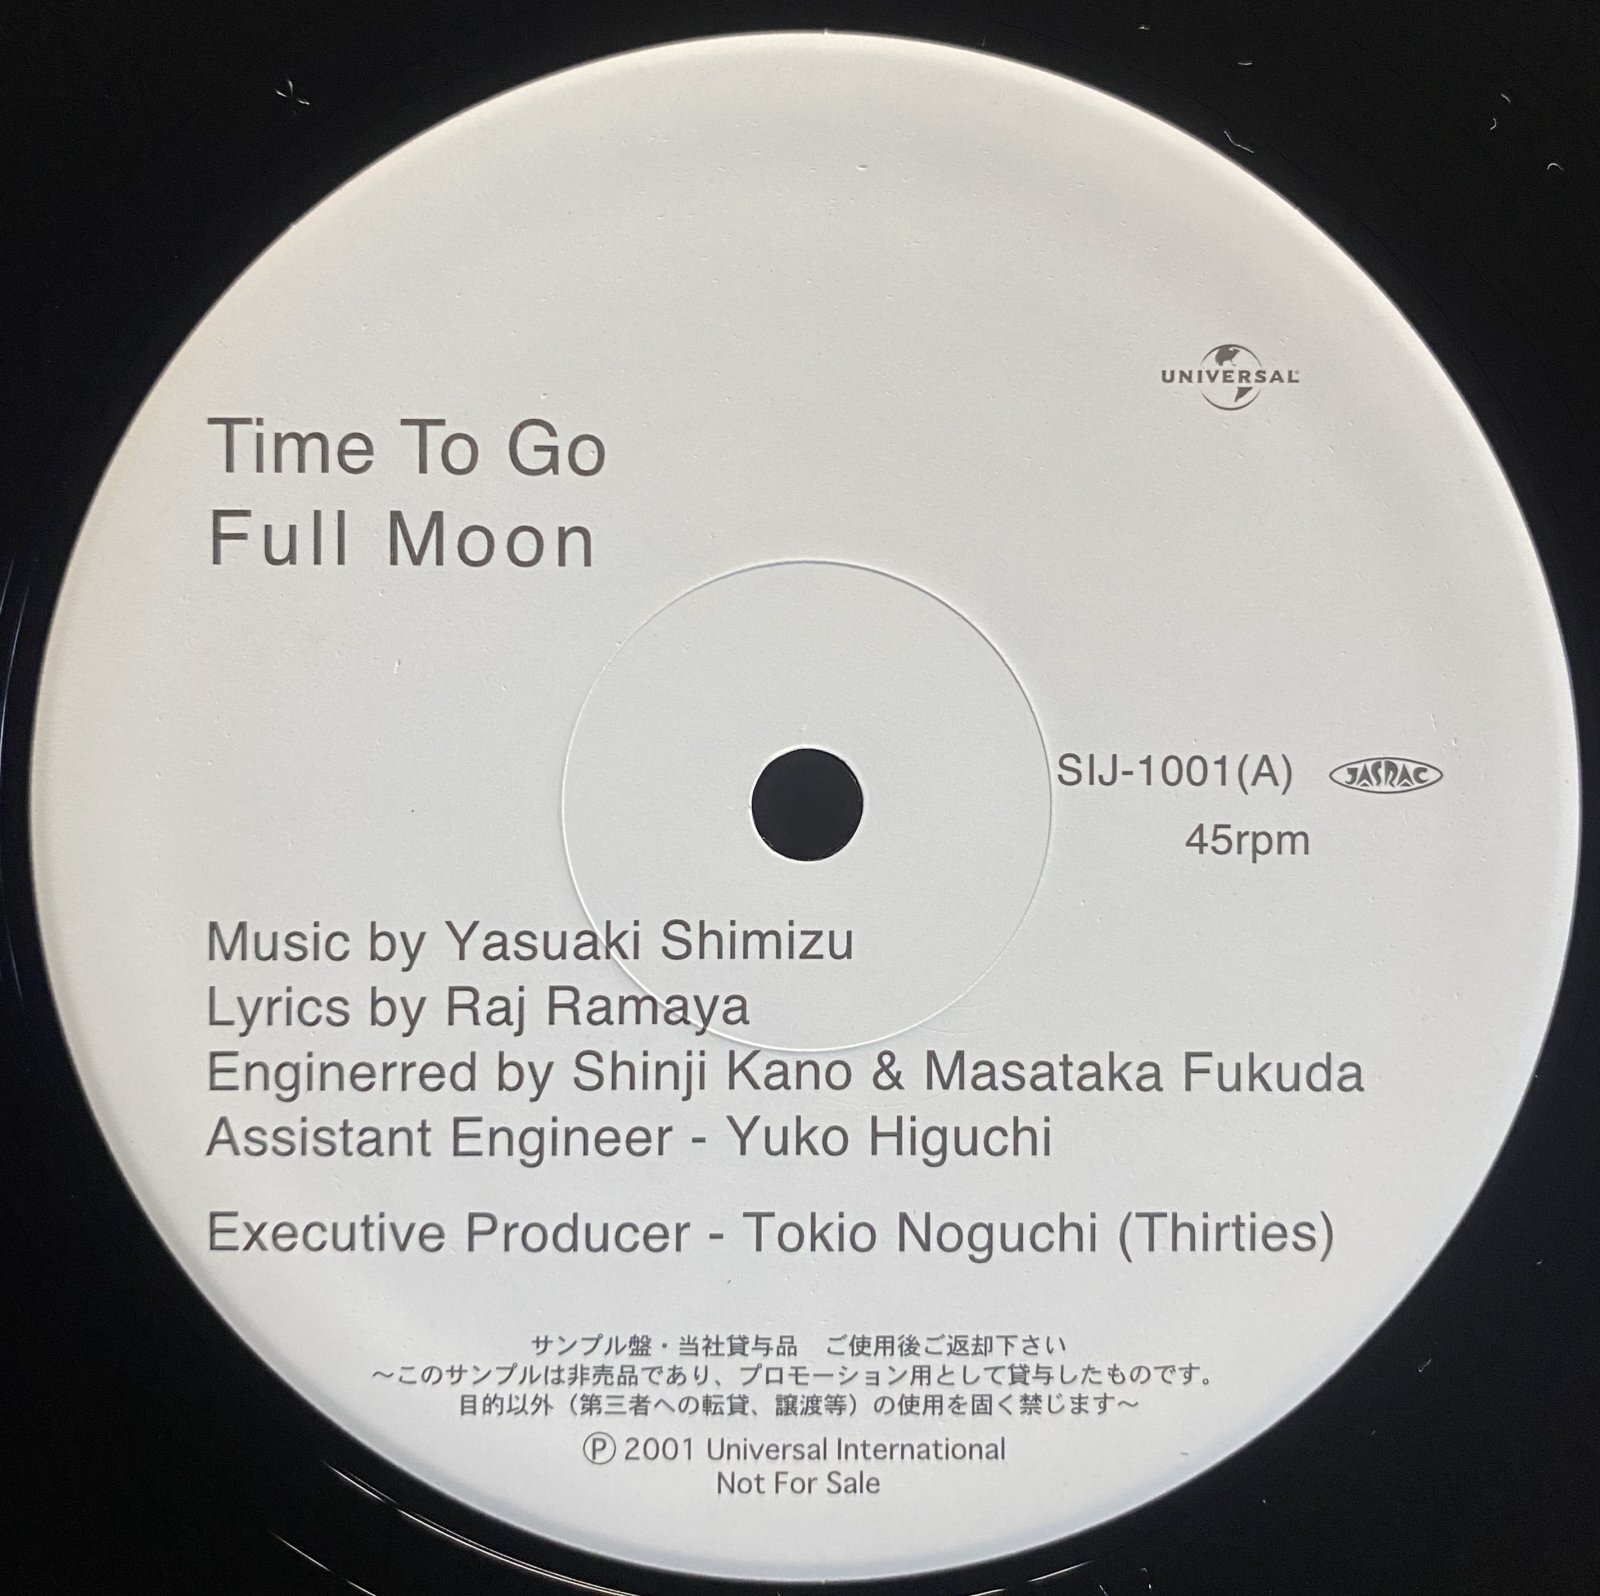 UNIVERSAL
Time To Go
Full Moon
SIJ-1001(A) JASRAC
45rpm
Music by Yasuaki Shimizu
Lyrics by Raj Ramaya
Enginerred by Shinji Kano & Masataka Fukuda
Assistant Engineer - Yuko Higuchi
Executive Producer - Tokio Noguchi (Thirties)
サンプル盤・当社貸与品　ご使用後ご返却下さい
～このサンプルは非売品であり、プロモーション用として貸与したものです。
目的以外（第三者への転貸、譲渡等）の使用を固く禁じます～
Ⓟ 2001 Universal International
Not For Sale